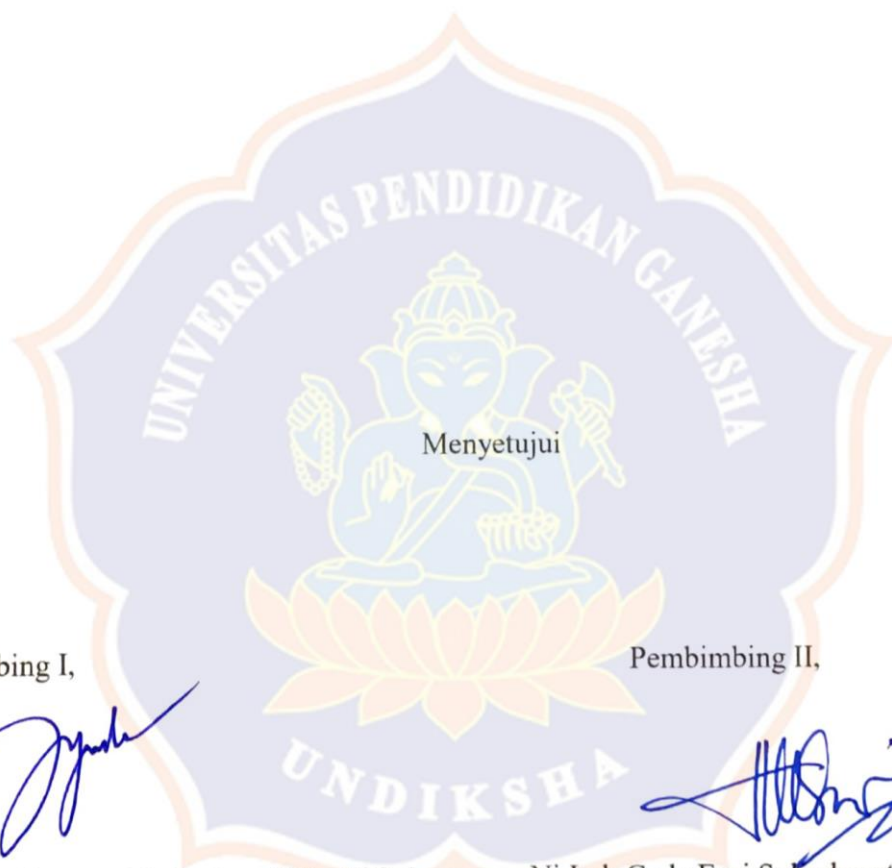 UNIVERSITAS PENDIDIKAN GANESHA
Menyetujui
bing I,
Pembimbing II,
UNDIKSHA